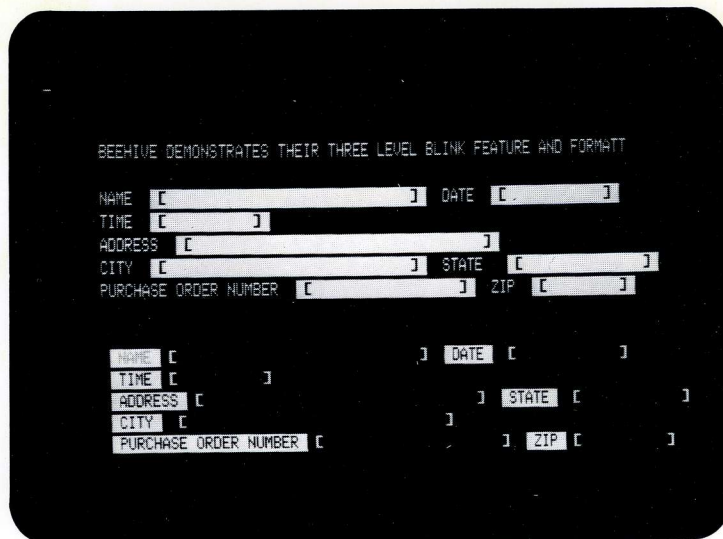 BEEHIVE DEMONSTRATES THEIR THREE LEVEL BLINK FEATURE AND FORMATT
NAME [ ] DATE [ ]
TIME [ ]
ADDRESS [ ]
CITY [ ] STATE [ ]
PURCHASE ORDER NUMBER [ ] ZIP [ ]
NAME [ ] DATE [ ]
TIME [ ]
ADDRESS [ ] STATE [ ]
CITY [ ]
PURCHASE ORDER NUMBER [ ] ZIP [ ]